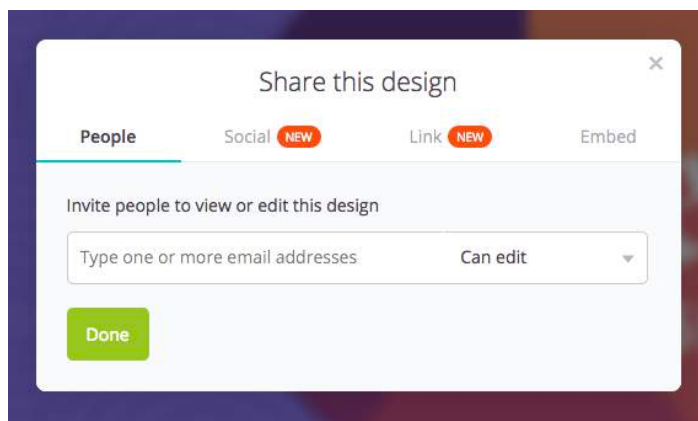 Share this design
People Social NEW Link NEW Embed
Invite people to view or edit this design
Type one or more email addresses Can edit
Done